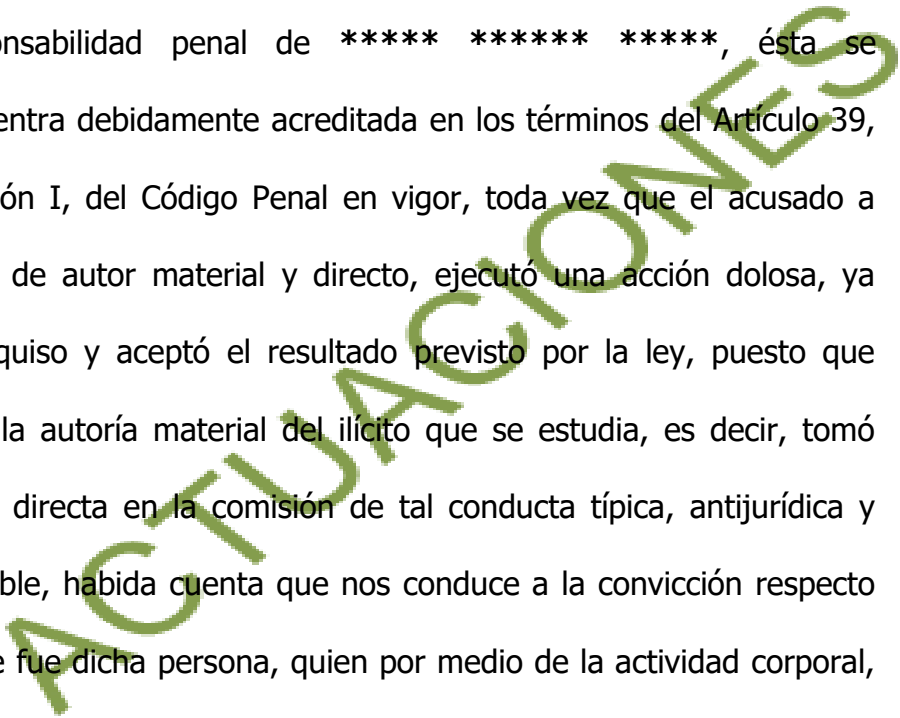 onsabilidad penal de ***** ****** *****, ésta se
entra debidamente acreditada en los términos del Artículo 39,
ión I, del Código Penal en vigor, toda vez que el acusado a
de autor material y directo, ejecutó una acción dolosa, ya
quiso y aceptó el resultado previsto por la ley, puesto que
la autoría material del ilícito que se estudia, es decir, tomó
directa en la comisión de tal conducta típica, antijurídica y
ble, habida cuenta que nos conduce a la convicción respecto
e fue dicha persona, quien por medio de la actividad corporal,
ACTUACIONES